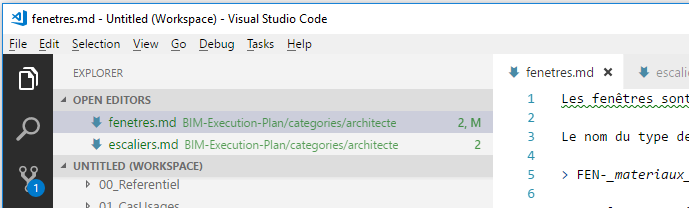 fenetres.md - Untitled (Workspace) - Visual Studio Code
File Edit Selection View Go Debug Tasks Help
EXPLORER
OPEN EDITORS
fenetres.md BIM-Execution-Plan/categories/architecte 2, M
escaliers.md BIM-Execution-Plan/categories/architecte 2
UNTITLED (WORKSPACE)
00_Referentiel
01_CasUsages
1
fenetres.md
1 Les fenêtres sont
2
3 Le nom du type de
4
5 > FEN-_materiaux_
6